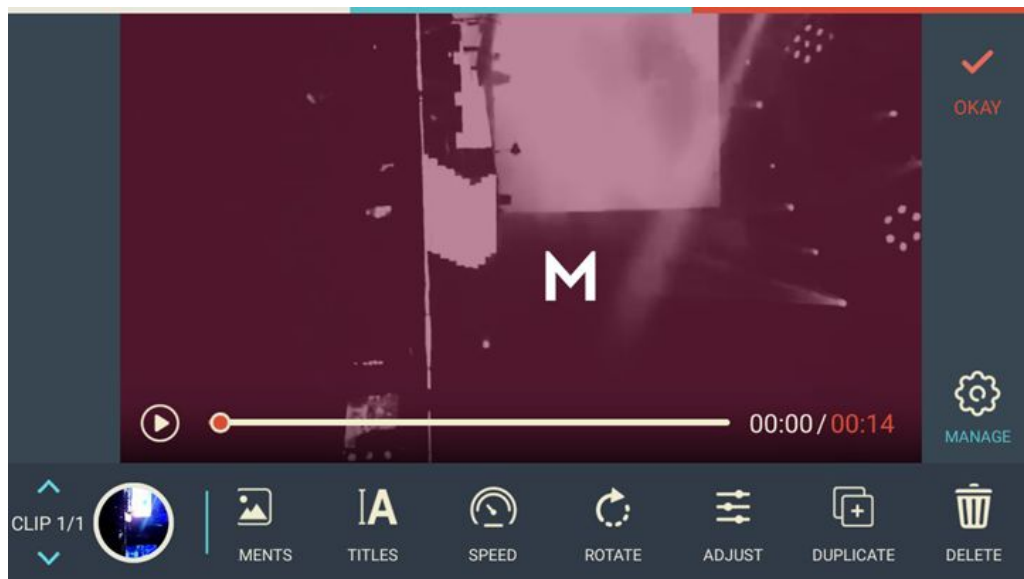 OKAY
M
00:00/00:14
MANAGE
CLIP 1/1
MENTS
A
TITLES
SPEED
ROTATE
ADJUST
DUPLICATE
DELETE